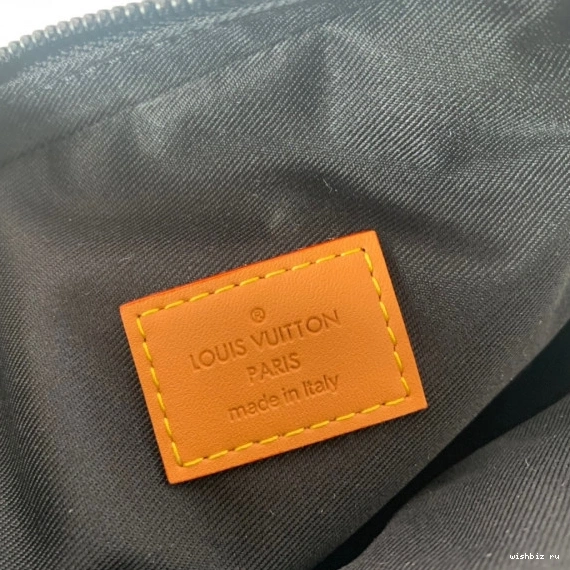 ®
LOUIS VUITTON
PARIS
made in Italy
wishbiz ru